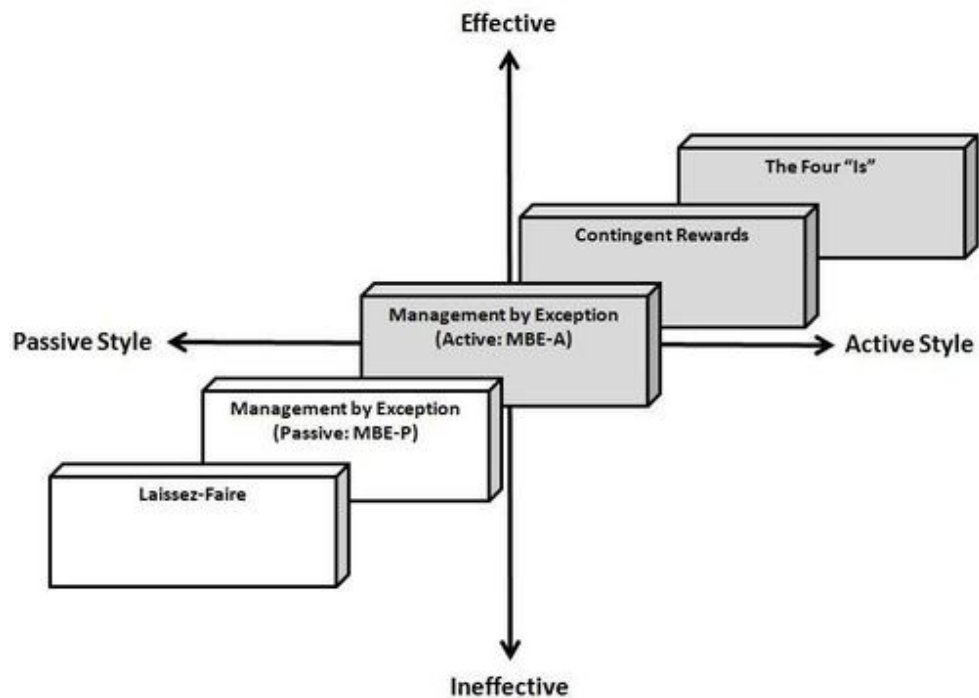 Effective
The Four “Is”
Contingent Rewards
Management by Exception
(Active: MBE-A)
Passive Style
Active Style
Management by Exception
(Passive: MBE-P)
Laissez-Faire
Ineffective